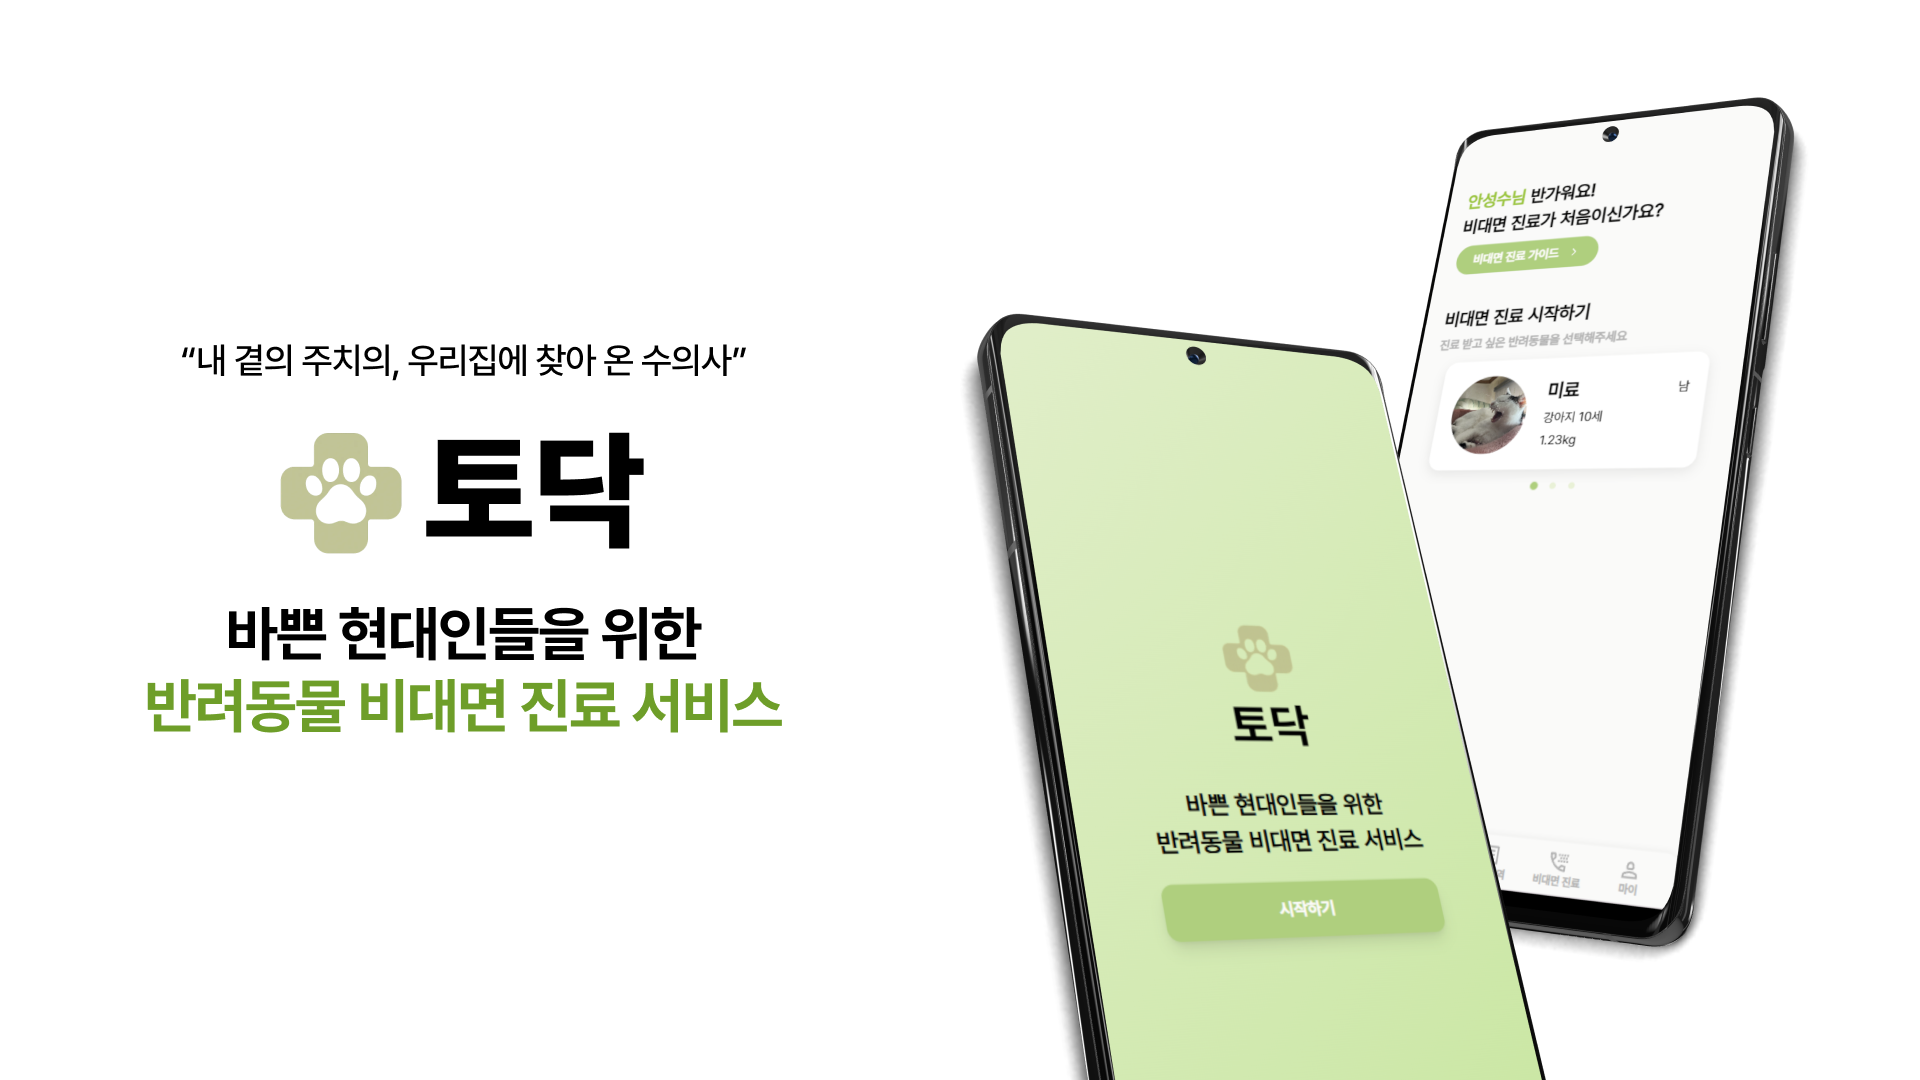 “내 곁의 주치의, 우리집에 찾아 온 수의사”
토닥
바쁜 현대인들을 위한
반려동물 비대면 진료 서비스
토닥
바쁜 현대인들을 위한
반려동물 비대면 진료 서비스
시작하기
안성수님 반가워요!
비대면 진료가 처음이신가요?
비대면 진료 가이드 >
비대면 진료 시작하기
진료 받고 싶은 반려동물을 선택해주세요
미료 남
강아지 10세
1.23kg
역 비대면 진료 마이